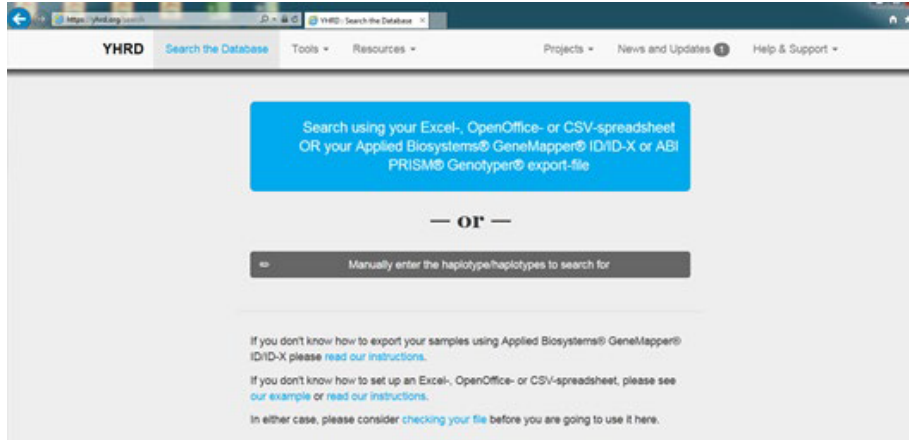 https://yhrd.org/search
YHRD : Search the Database
YHRD Search the Database Tools Resources Projects News and Updates 1 Help & Support
Search using your Excel-, OpenOffice- or CSV-spreadsheet
OR your Applied Biosystems® GeneMapper® ID/ID-X or ABI
PRISM® Genotyper® export-file
— or —
Manually enter the haplotype/haplotypes to search for
If you don't know how to export your samples using Applied Biosystems® GeneMapper®
ID/ID-X please read our instructions.
If you don't know how to set up an Excel-, OpenOffice- or CSV-spreadsheet, please see
our example or read our instructions.
In either case, please consider checking your file before you are going to use it here.